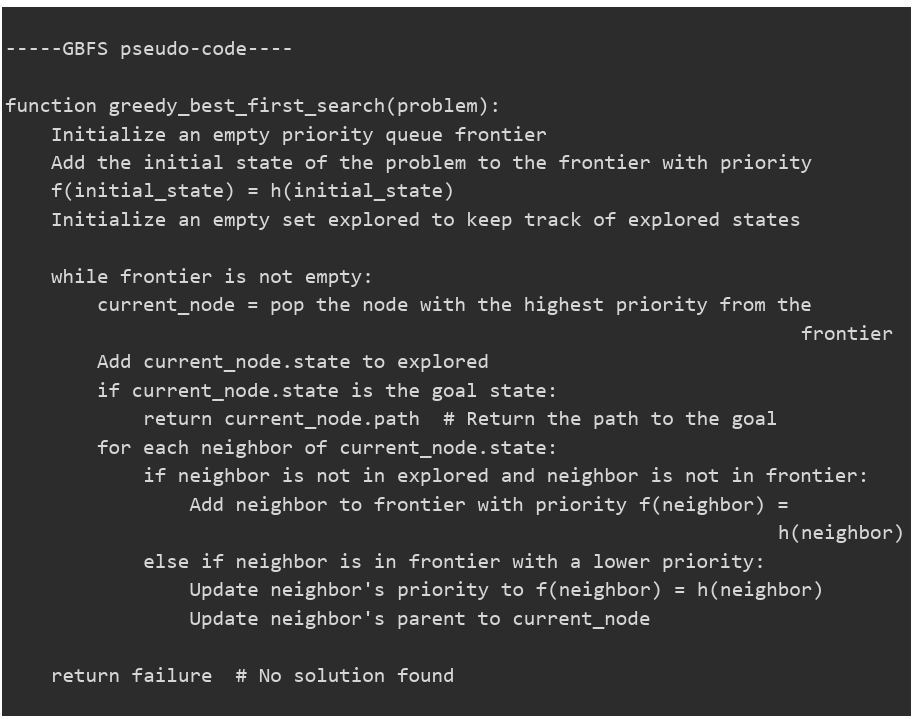 -----GBFS pseudo-code----
function greedy_best_first_search(problem):
    Initialize an empty priority queue frontier
    Add the initial state of the problem to the frontier with priority
    f(initial_state) = h(initial_state)
    Initialize an empty set explored to keep track of explored states
    while frontier is not empty:
        current_node = pop the node with the highest priority from the
                                                                     frontier
        Add current_node.state to explored
        if current_node.state is the goal state:
            return current_node.path  # Return the path to the goal
        for each neighbor of current_node.state:
            if neighbor is not in explored and neighbor is not in frontier:
                Add neighbor to frontier with priority f(neighbor) =
                                                                   h(neighbor)
            else if neighbor is in frontier with a lower priority:
                Update neighbor's priority to f(neighbor) = h(neighbor)
                Update neighbor's parent to current_node
    return failure  # No solution found